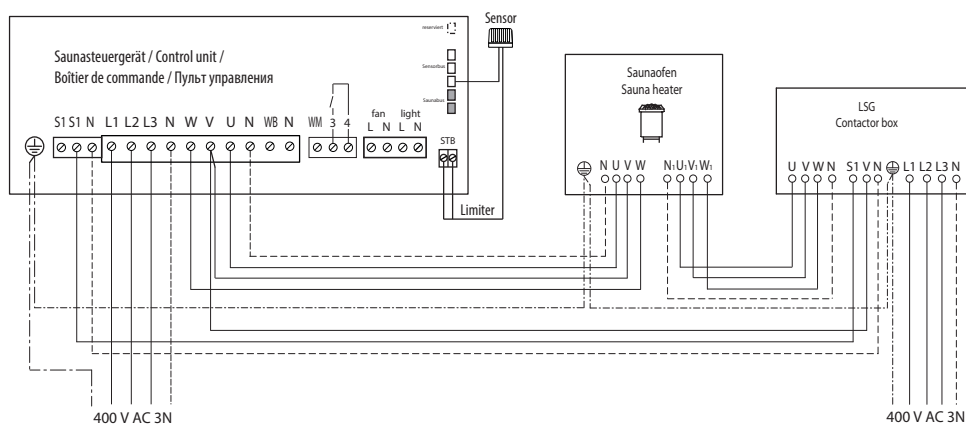 reserviert
Sensor
Saunasteuergerät / Control unit /
Boîtier de commande / Пульт управления
Sensorbus
Saunabus
S1 S1 N L1 L2 L3 N W V U N WB N WM 3 4
fan light
L N L N
STB
Limiter
Saunaofen
Sauna heater
N U V W N1 U1 V1 W1
LSG
Contactor box
U V W N S1 V N L1 L2 L3 N
400 V AC 3N
400 V AC 3N